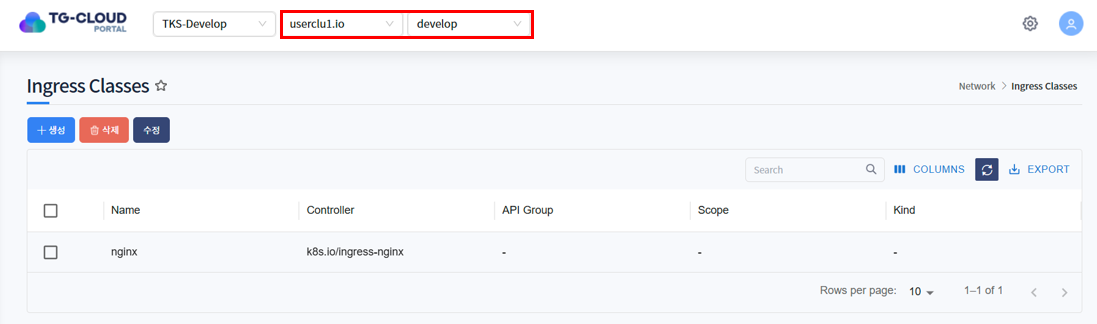 TG-CLOUD
PORTAL
TKS-Develop
userclu1.io
develop
Ingress Classes
Network > Ingress Classes
+ 생성
삭제
수정
Search
COLUMNS
EXPORT
Name Controller API Group Scope Kind
nginx k8s.io/ingress-nginx - - -
Rows per page: 10 1–1 of 1